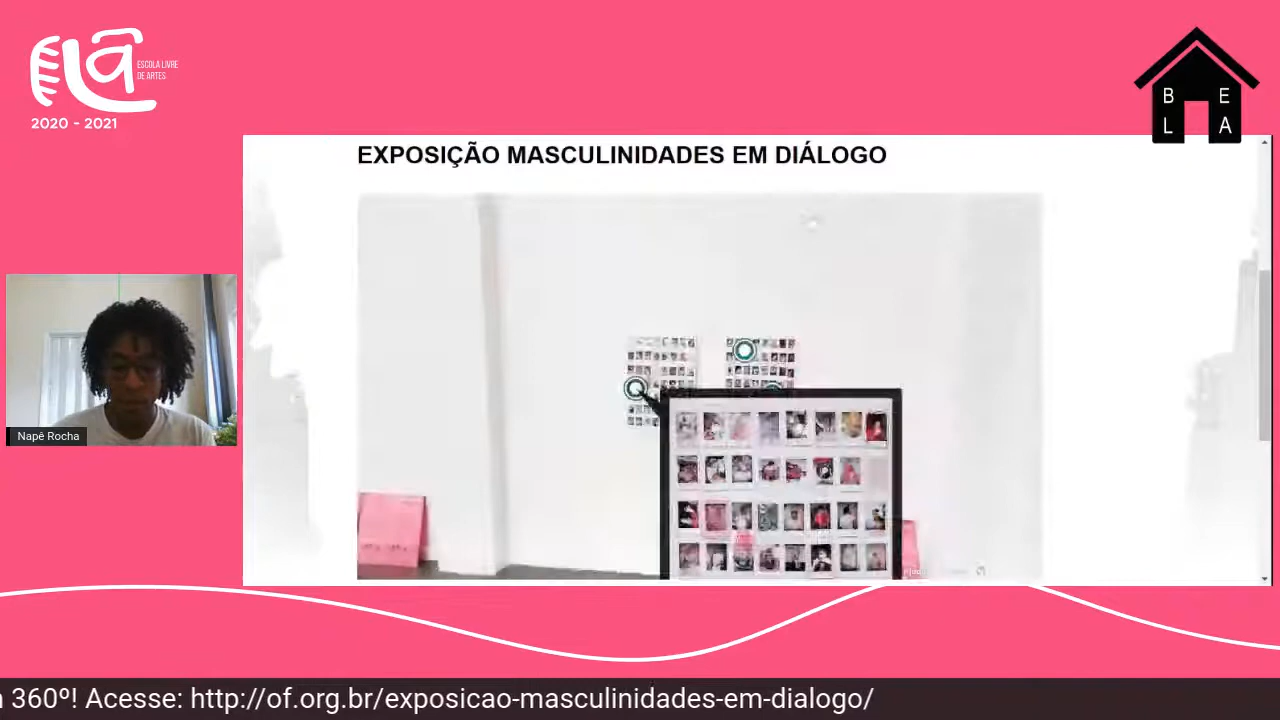 ELÃ
ESCOLA LIVRE
DE ARTES
2020 - 2021
B E
L A
EXPOSIÇÃO MASCULINIDADES EM DIÁLOGO
Napê Rocha
360º! Acesse: http://of.org.br/exposicao-masculinidades-em-dialogo/